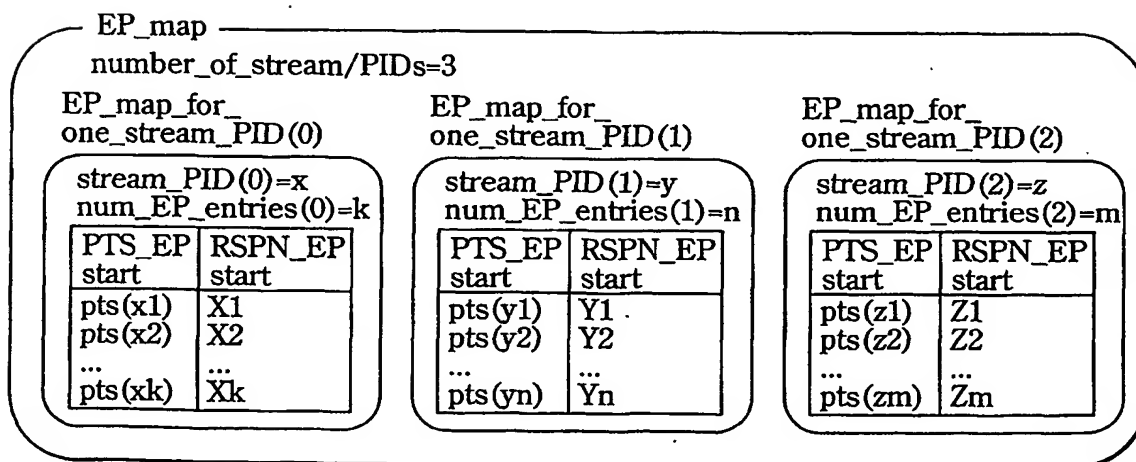 EP_map
number_of_stream/PIDs=3
EP_map_for_
one_stream_PID(0)
stream_PID(0)=x
num_EP_entries(0)=k
PTS_EP RSPN_EP
start start
pts(x1) X1
pts(x2) X2
... ...
pts(xk) Xk
EP_map_for_
one_stream_PID(1)
stream_PID(1)=y
num_EP_entries(1)=n
PTS_EP RSPN_EP
start start
pts(y1) Y1
pts(y2) Y2
... ...
pts(yn) Yn
EP_map_for_
one_stream_PID(2)
stream_PID(2)=z
num_EP_entries(2)=m
PTS_EP RSPN_EP
start start
pts(z1) Z1
pts(z2) Z2
... ...
pts(zm) Zm